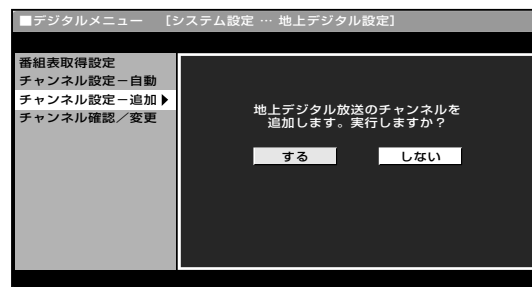 ■デジタルメニュー [システム設定 … 地上デジタル設定]
番組表取得設定
チャンネル設定－自動
チャンネル設定－追加▶
チャンネル確認／変更
地上デジタル放送のチャンネルを
追加します。実行しますか？
する しない